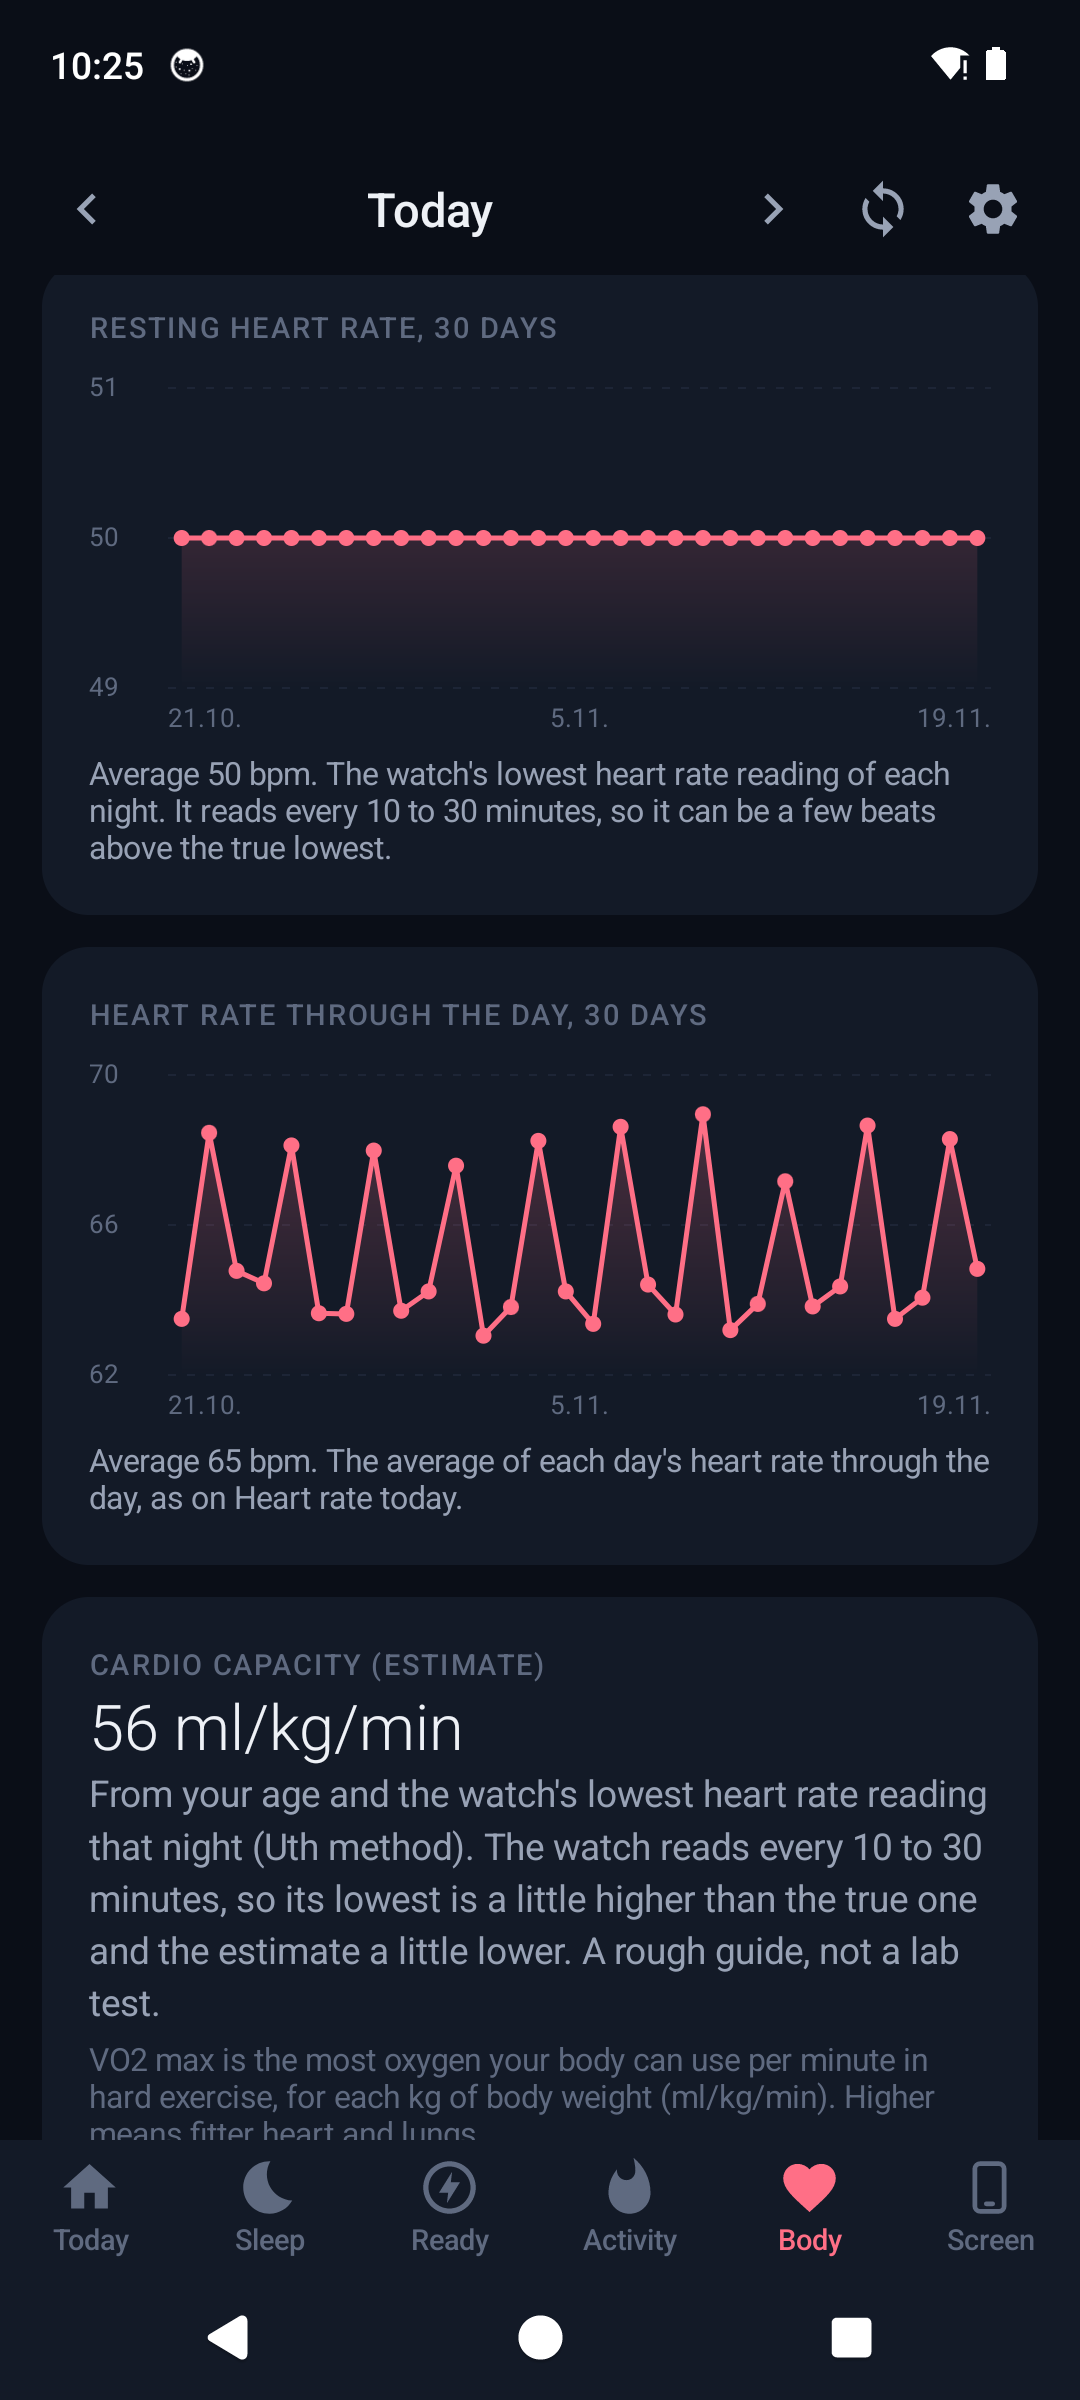 10:25
Today
RESTING HEART RATE, 30 DAYS
51
50
49
21.10.
5.11.
19.11.
Average 50 bpm. The watch's lowest heart rate reading of each
night. It reads every 10 to 30 minutes, so it can be a few beats
above the true lowest.
HEART RATE THROUGH THE DAY, 30 DAYS
70
66
62
21.10.
5.11.
19.11.
Average 65 bpm. The average of each day's heart rate through the
day, as on Heart rate today.
CARDIO CAPACITY (ESTIMATE)
56 ml/kg/min
From your age and the watch's lowest heart rate reading
that night (Uth method). The watch reads every 10 to 30
minutes, so its lowest is a little higher than the true one
and the estimate a little lower. A rough guide, not a lab
test.
VO2 max is the most oxygen your body can use per minute in
hard exercise, for each kg of body weight (ml/kg/min). Higher
means fitter heart and lungs
Today
Sleep
Ready
Activity
Body
Screen